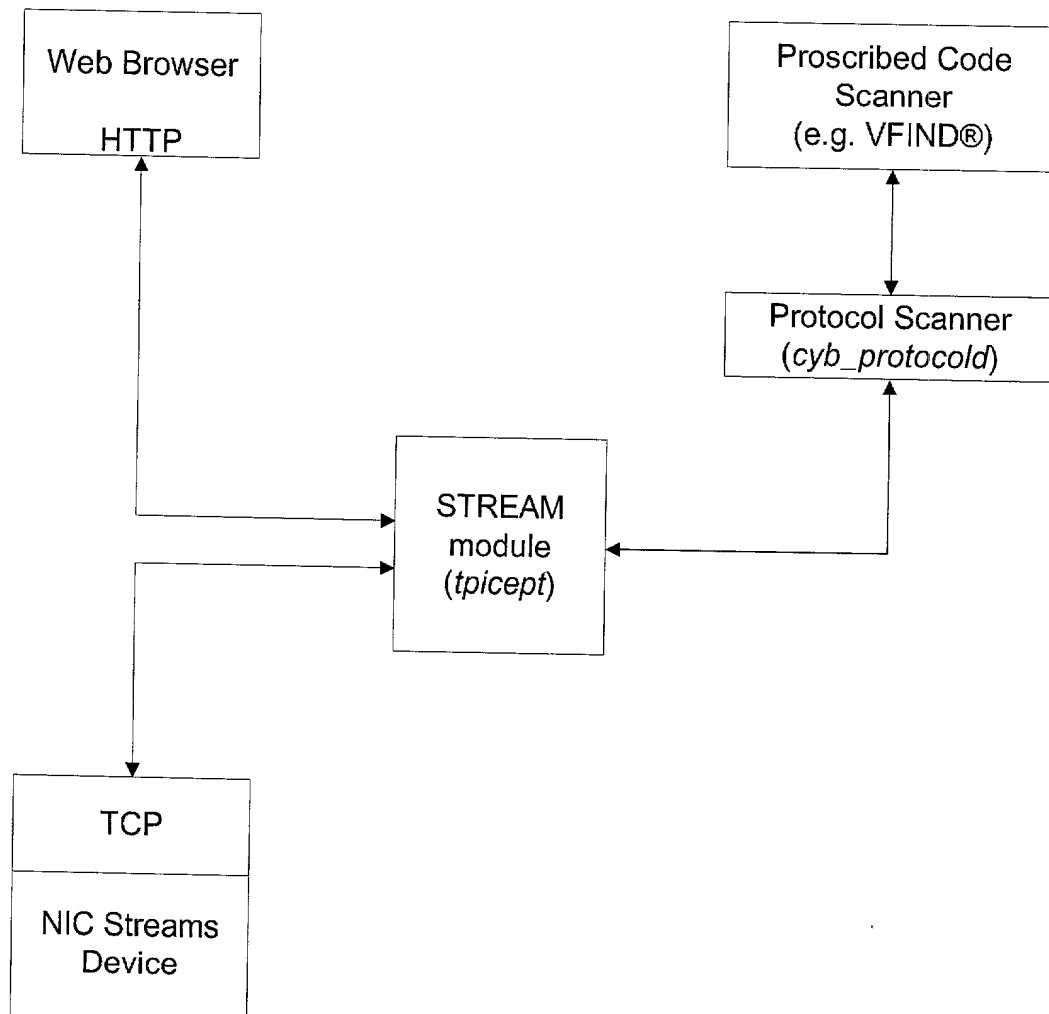 Web Browser
HTTP
Proscribed Code
Scanner
(e.g. VFIND®)
Protocol Scanner
(cyb_protocold)
STREAM
module
(tpicept)
TCP
NIC Streams
Device